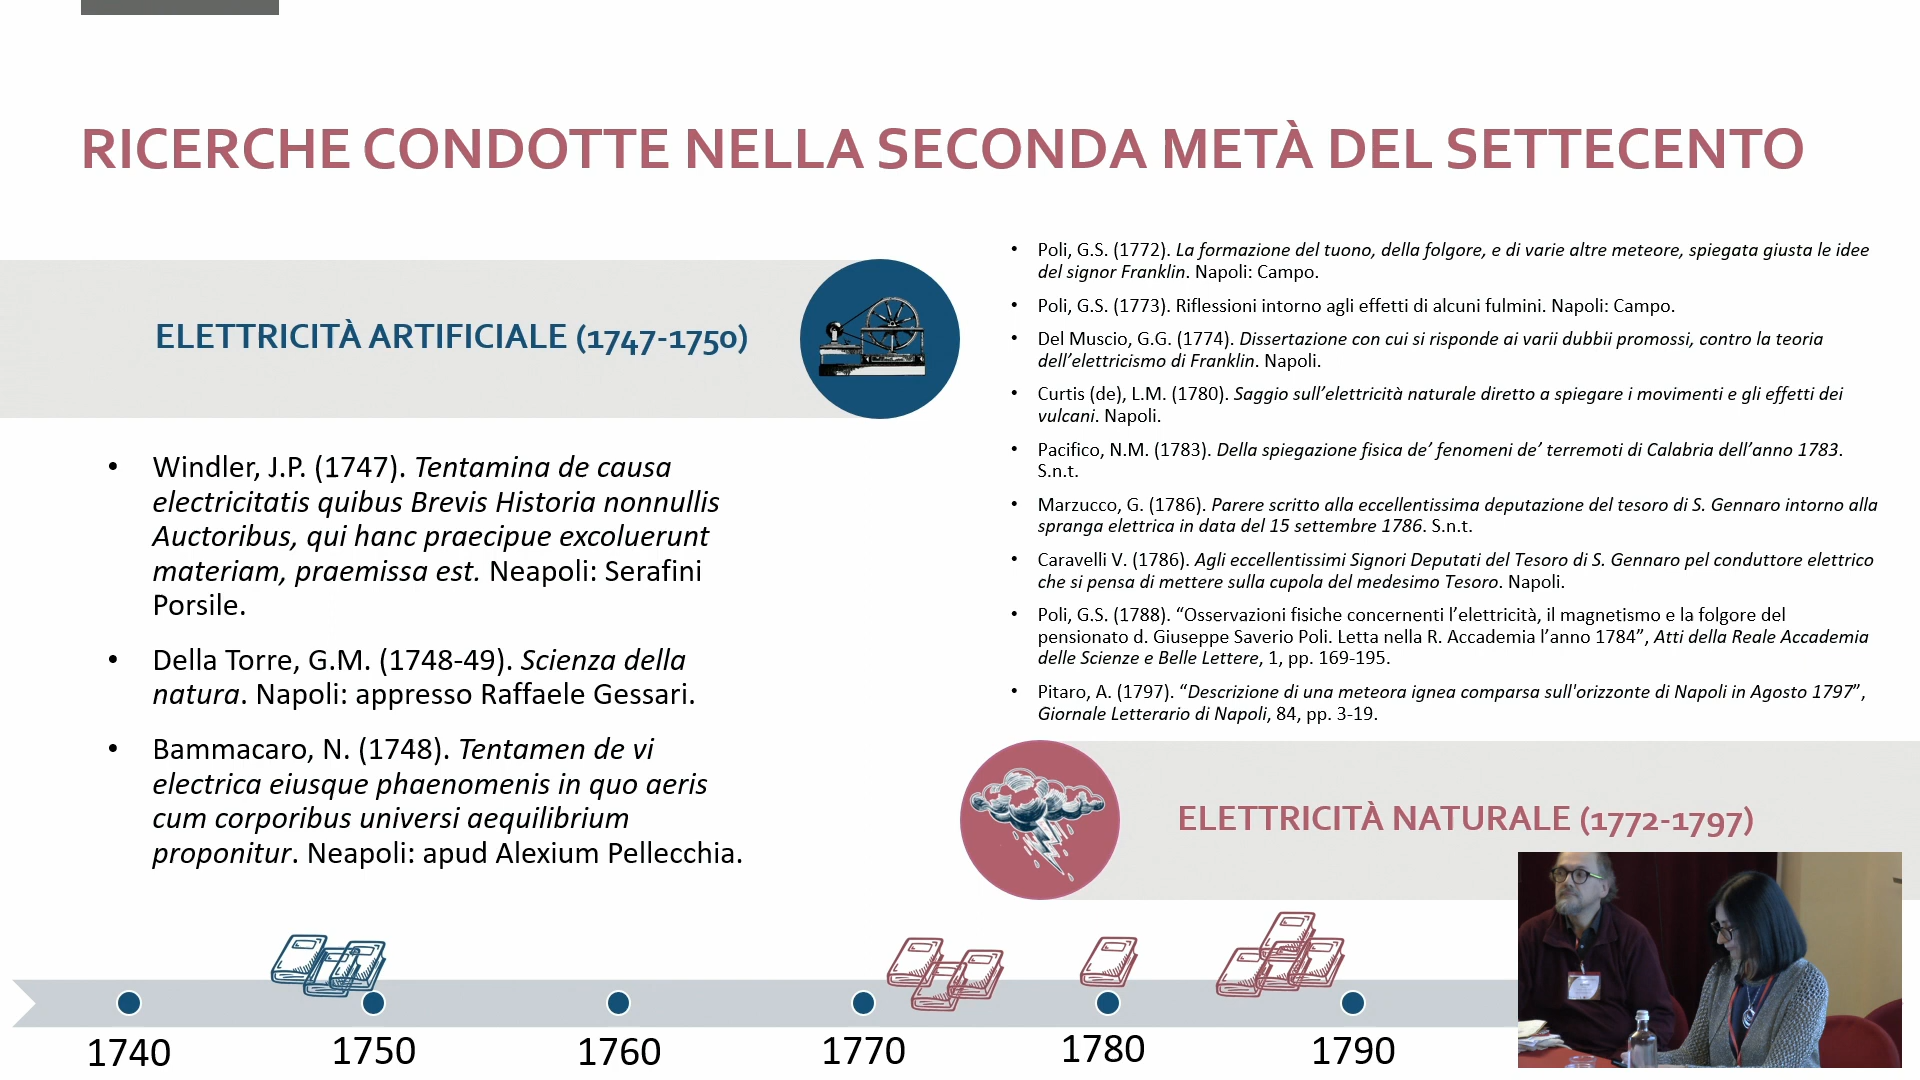 RICERCHE CONDOTTE NELLA SECONDA METÀ DEL SETTECENTO
ELETTRICITÀ ARTIFICIALE (1747-1750)
• Windler, J.P. (1747). Tentamina de causa
electricitatis quibus Brevis Historia nonnullis
Auctoribus, qui hanc praecipue excoluerunt
materiam, praemissa est. Neapoli: Serafini
Porsile.
• Della Torre, G.M. (1748-49). Scienza della
natura. Napoli: appresso Raffaele Gessari.
• Bammacaro, N. (1748). Tentamen de vi
electrica eiusque phaenomenis in quo aeris
cum corporibus universi aequilibrium
proponitur. Neapoli: apud Alexium Pellecchia.
• Poli, G.S. (1772). La formazione del tuono, della folgore, e di varie altre meteore, spiegata giusta le idee
del signor Franklin. Napoli: Campo.
• Poli, G.S. (1773). Riflessioni intorno agli effetti di alcuni fulmini. Napoli: Campo.
• Del Muscio, G.G. (1774). Dissertazione con cui si risponde ai varii dubbii promossi, contro la teoria
dell’elettricismo di Franklin. Napoli.
• Curtis (de), L.M. (1780). Saggio sull’elettricità naturale diretto a spiegare i movimenti e gli effetti dei
vulcani. Napoli.
• Pacifico, N.M. (1783). Della spiegazione fisica de’ fenomeni de’ terremoti di Calabria dell’anno 1783.
S.n.t.
• Marzucco, G. (1786). Parere scritto alla eccellentissima deputazione del tesoro di S. Gennaro intorno alla
spranga elettrica in data del 15 settembre 1786. S.n.t.
• Caravelli V. (1786). Agli eccellentissimi Signori Deputati del Tesoro di S. Gennaro pel conduttore elettrico
che si pensa di mettere sulla cupola del medesimo Tesoro. Napoli.
• Poli, G.S. (1788). “Osservazioni fisiche concernenti l’elettricità, il magnetismo e la folgore del
pensionato d. Giuseppe Saverio Poli. Letta nella R. Accademia l’anno 1784”, Atti della Reale Accademia
delle Scienze e Belle Lettere, 1, pp. 169-195.
• Pitaro, A. (1797). “Descrizione di una meteora ignea comparsa sull'orizzonte di Napoli in Agosto 1797”,
Giornale Letterario di Napoli, 84, pp. 3-19.
ELETTRICITÀ NATURALE (1772-1797)
1740 1750 1760 1770 1780 1790